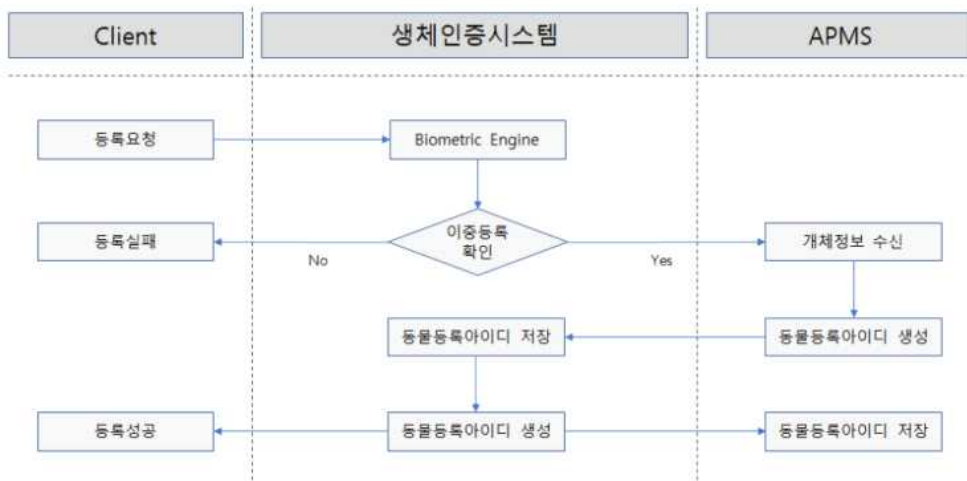 Client
생체인증시스템
APMS
등록요청
Biometric Engine
등록실패
이중등록
확인
개체정보 수신
No
Yes
동물등록아이디 저장
동물등록아이디 생성
등록성공
동물등록아이디 생성
동물등록아이디 저장